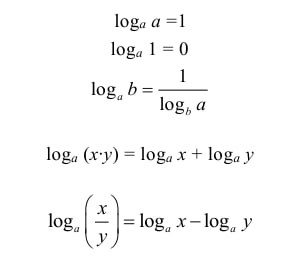 logₐ a =1
logₐ 1 = 0
logₐ b = 1 / log_b a
logₐ (x·y) = logₐ x + logₐ y
logₐ (x/y) = logₐ x − logₐ y